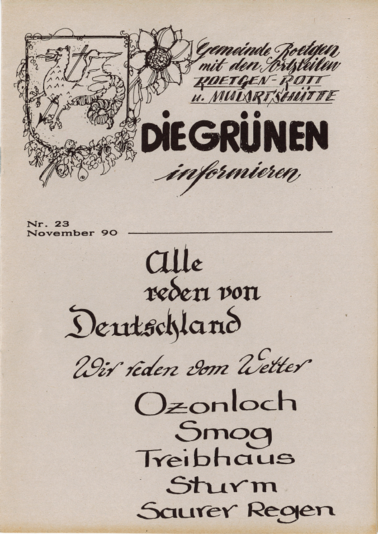 Gemeinde Roetgen
mit den Ortsteilen
ROETGEN-ROTT
u. MULARTSHÜTTE
DIE GRÜNEN
informieren
Nr. 23
November 90
Alle
reden von
Deutschland
Wir reden vom Wetter
Ozonloch
Smog
Treibhaus
Sturm
Saurer Regen